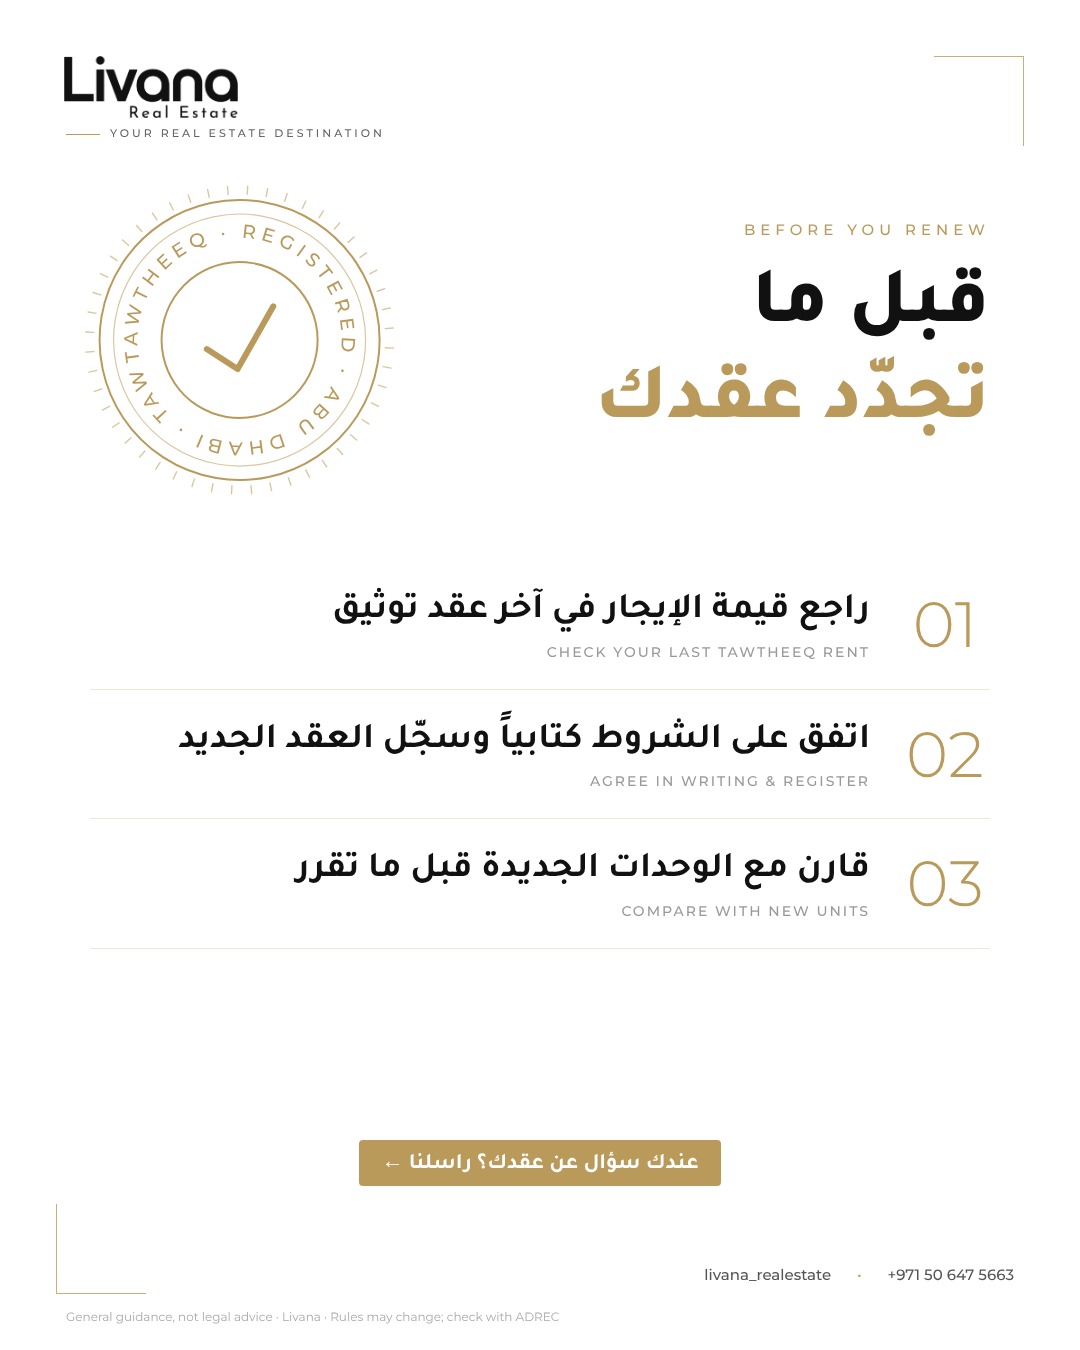 Livana
Real Estate
YOUR REAL ESTATE DESTINATION
TAWTHEEQ · REGISTERED · ABU DHABI ·
BEFORE YOU RENEW
قبل ما
تجدّد عقدك
01
راجع قيمة الإيجار في آخر عقد توثيق
CHECK YOUR LAST TAWTHEEQ RENT
02
اتفق على الشروط كتابياً وسجّل العقد الجديد
AGREE IN WRITING & REGISTER
03
قارن مع الوحدات الجديدة قبل ما تقرر
COMPARE WITH NEW UNITS
عندك سؤال عن عقدك؟ راسلنا ←
livana_realestate · +971 50 647 5663
General guidance, not legal advice · Livana · Rules may change; check with ADREC